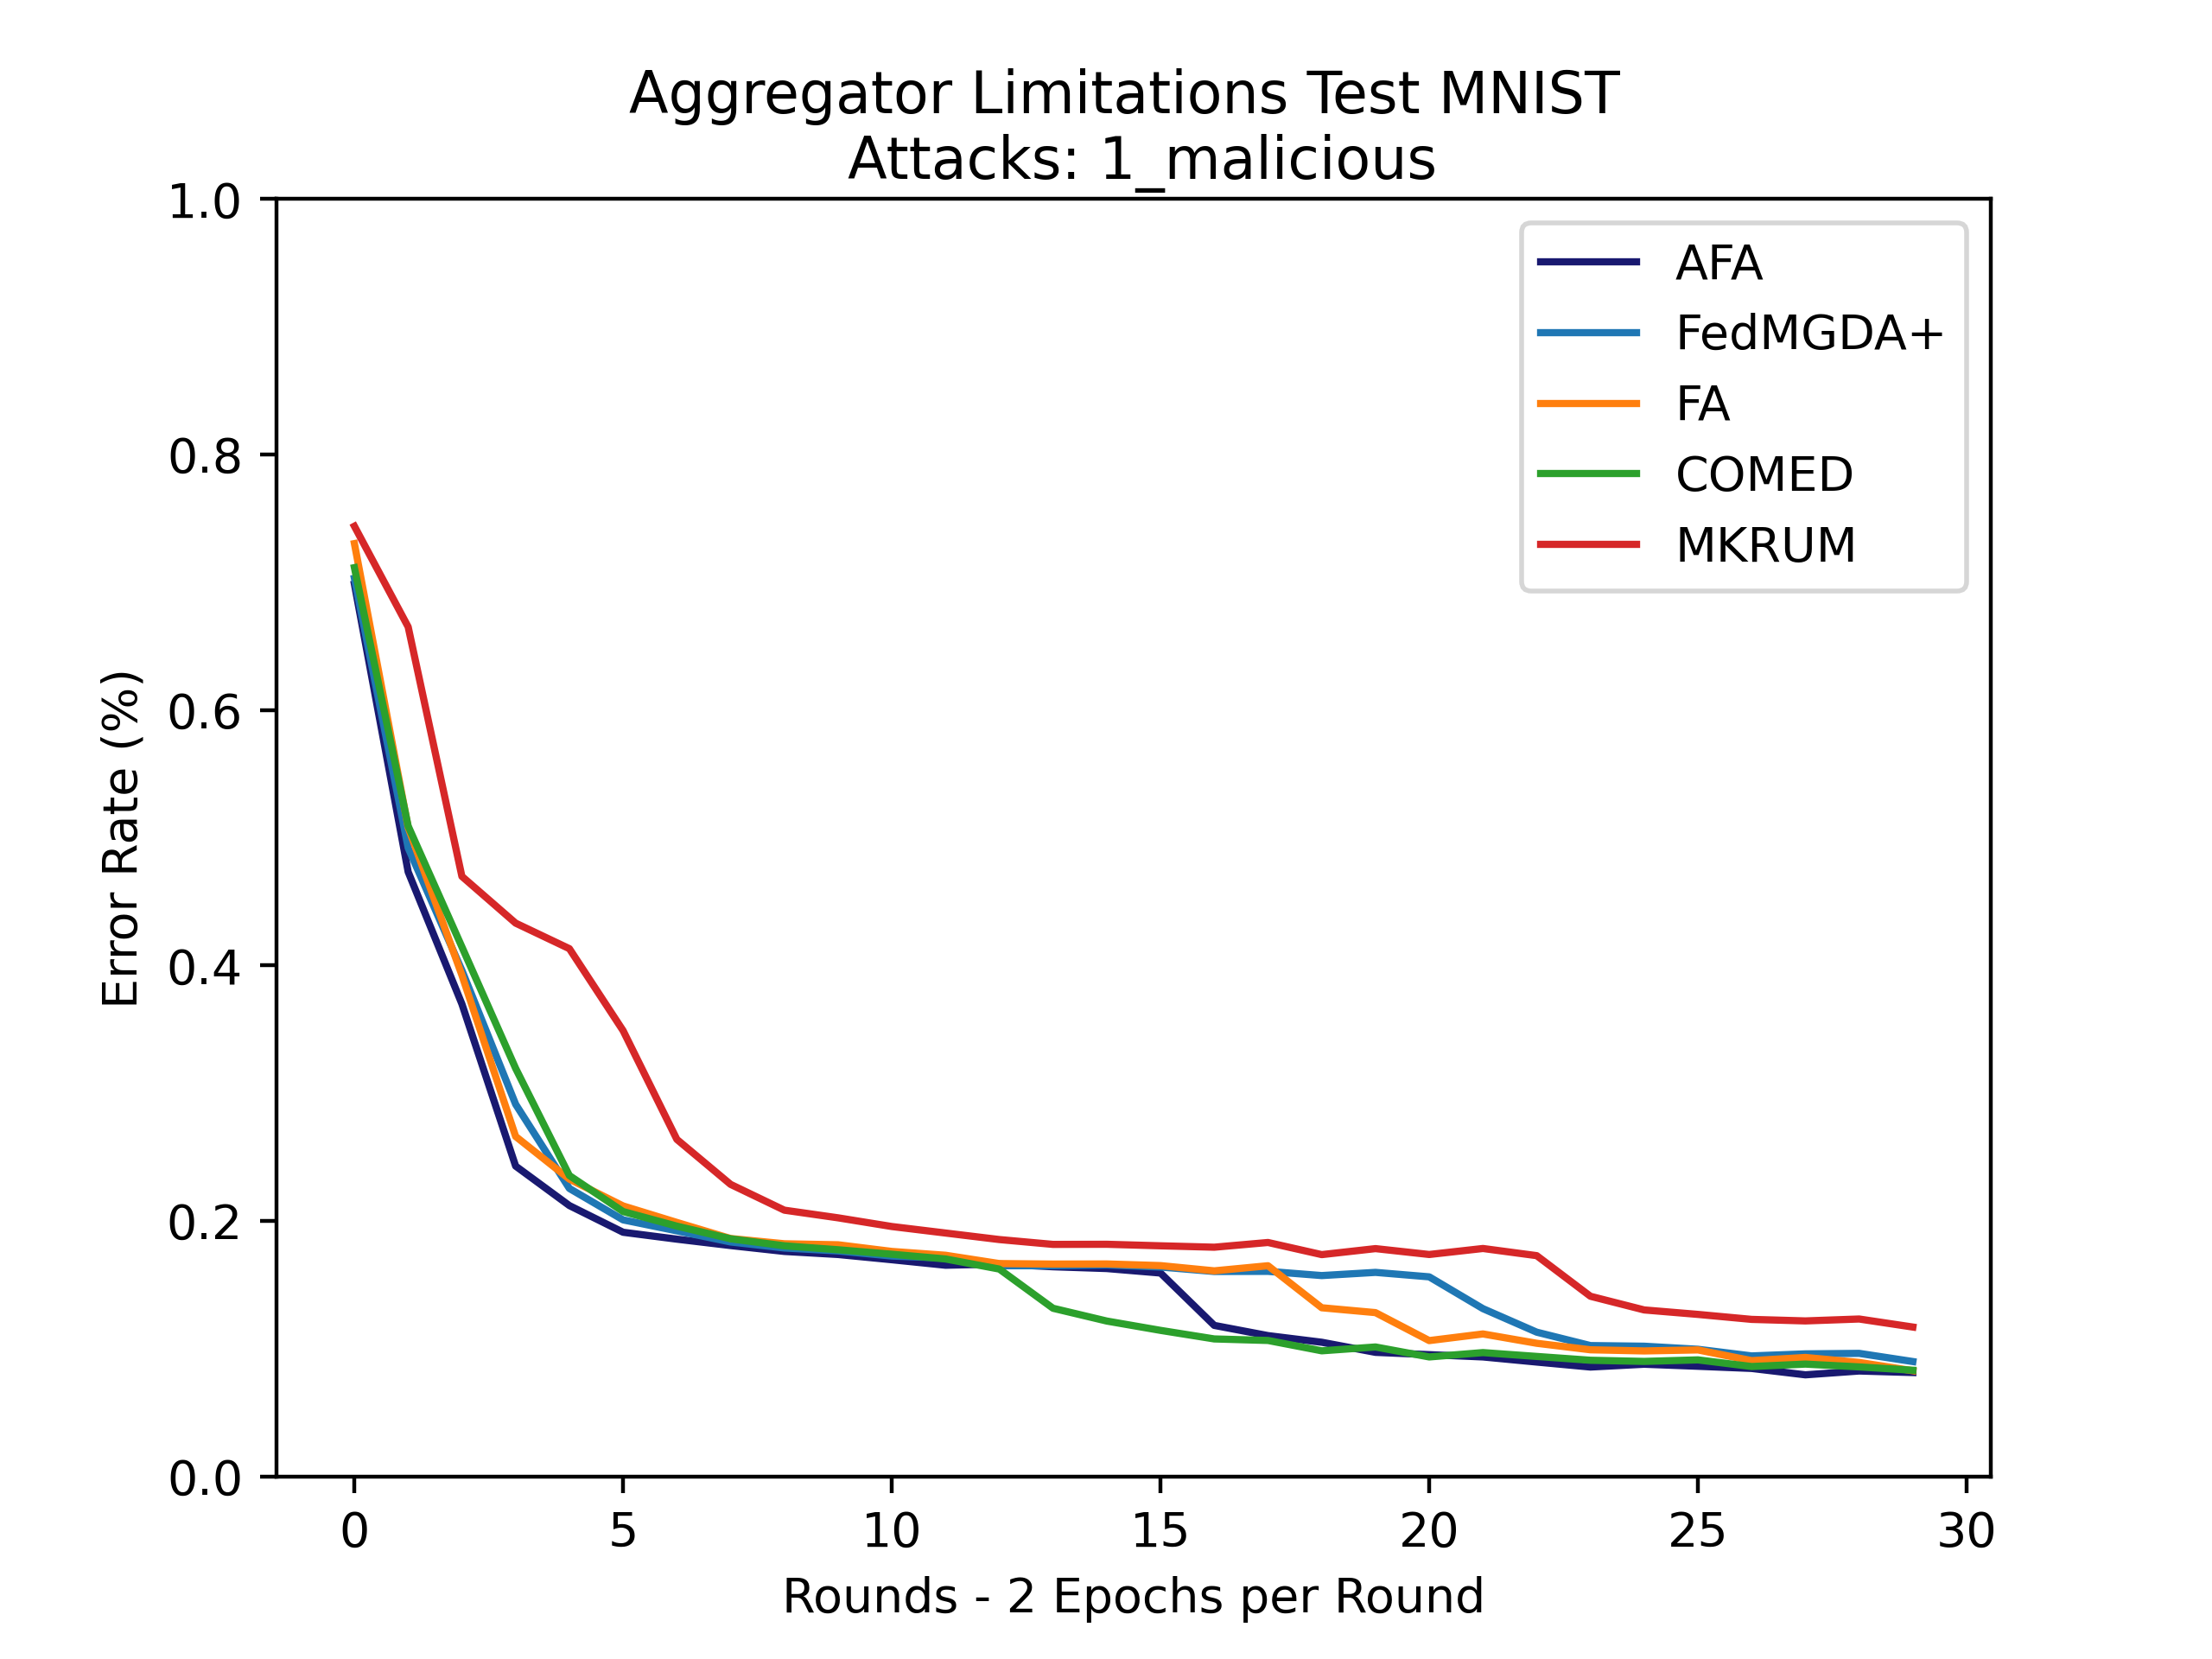 Aggregator Limitations Test MNIST
Attacks: 1_malicious
1.0
0.8
0.6
0.4
0.2
0.0
Error Rate (%)
AFA
FedMGDA+
FA
COMED
MKRUM
0 5 10 15 20 25 30
Rounds - 2 Epochs per Round